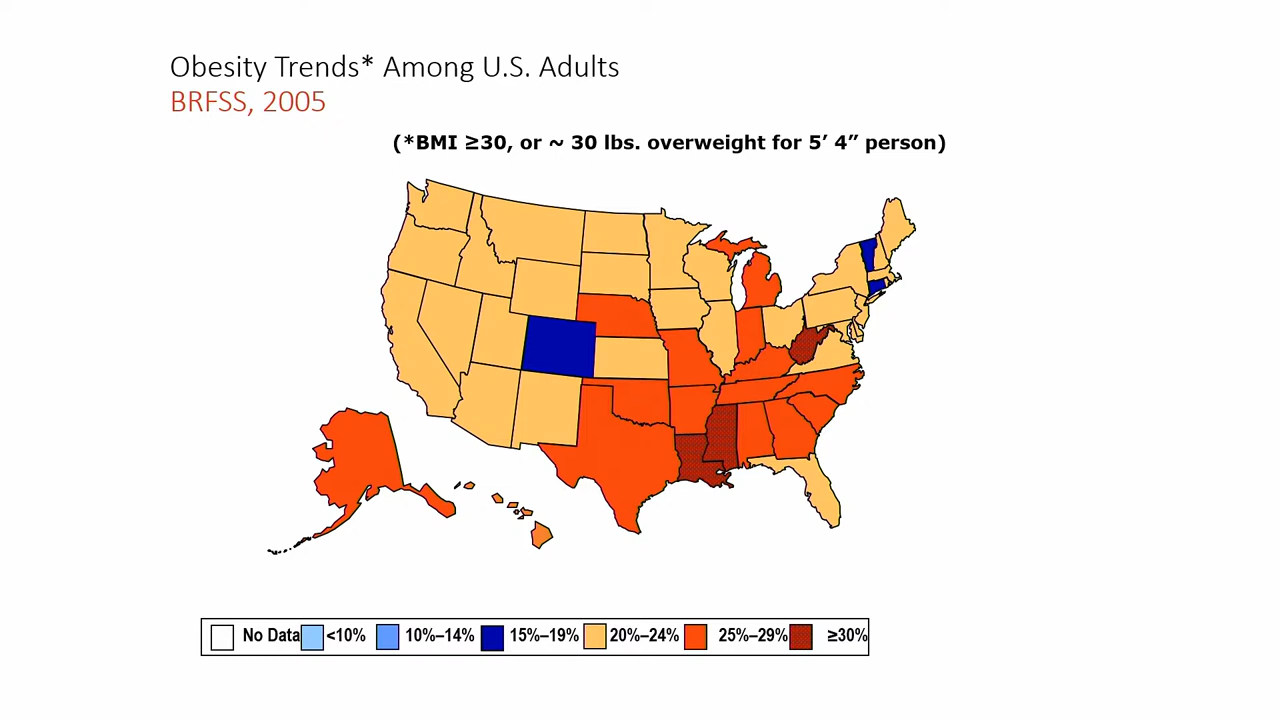 Obesity Trends* Among U.S. Adults
BRFSS, 2005
(*BMI ≥30, or ~ 30 lbs. overweight for 5’ 4” person)
No Data <10% 10%–14% 15%–19% 20%–24% 25%–29% ≥30%